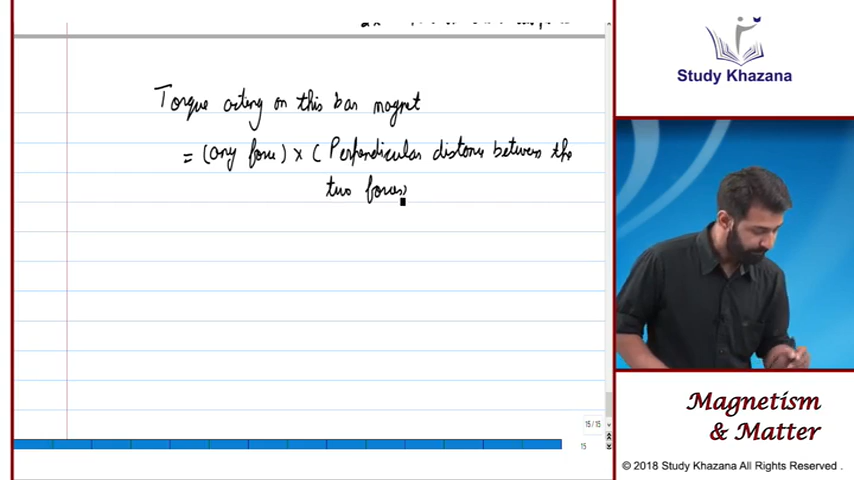 Study Khazana
Torque acting on this bar magnet
= (any force) × ( Perpendicular distance between the
two forces)
15 / 15
15
Magnetism
& Matter
© 2018 Study Khazana All Rights Reserved .